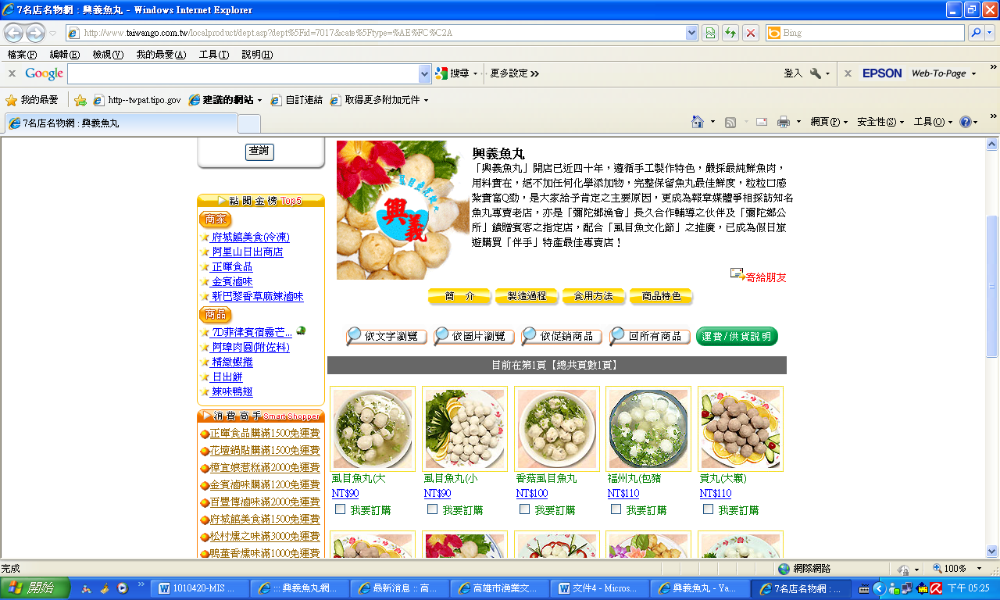 7名店名物網 : 興義魚丸 - Windows Internet Explorer
http://www.taiwango.com.tw/localproduct/dept.asp?dept%5Fid=7017&cate%5Ftype=%AE%FC%C2A
Bing
檔案(F) 編輯(E) 檢視(V) 我的最愛(A) 工具(T) 說明(H)
x Google 搜尋 更多設定 >> 登入 x EPSON Web-To-Page
我的最愛 http--twpat.tipo.gov 建議的網站 自訂連結 取得更多附加元件
7名店名物網 : 興義魚丸
網頁(P) 安全性(S) 工具(O)
查詢
點閱金榜 Top5
商家
府城館美食(冷凍)
阿里山日出商店
正暉食品
金賓滷味
新巴黎香草麻辣滷味
商品
7D菲律賓宿霧芒...
阿璋肉圓(附佐料)
精緻蝦捲
日出餅
辣味鴨翅
消費高手 Smart Shopper
正暉食品購滿1500免運費
花壇鍋貼購滿1500免運費
樟宜娘惹糕滿2000免運費
金賓滷味購滿1200免運費
百豐傳滷味滿2000免運費
府城館美食滿1500免運費
松村燻之味滿3000免運費
鴨董香燻味滿1000免運費
虱目魚丸專賣
興義
興義魚丸
「興義魚丸」開店已近四十年，遵循手工製作特色，嚴採最純鮮魚肉，
用料實在，絕不加任何化學添加物，完整保留魚丸最佳鮮度，粒粒口感
紮實富Q勁，是大家給予肯定之主要原因，更成為報章媒體爭相採訪知名
魚丸專賣老店，亦是「彌陀鄉漁會」長久合作輔導之伙伴及「彌陀鄉公
所」饋贈賓客之指定店，配合「虱目魚文化節」之推廣，已成為假日旅
遊購買「伴手」特產最佳專賣店！
寄給朋友
簡 介 製造過程 食用方法 商品特色
依文字瀏覽 依圖片瀏覽 依促銷商品 回所有商品 運費/供貨說明
目前在第1頁【總共頁數1頁】
虱目魚丸(大 虱目魚丸(小 香菇虱目魚丸 福州丸(包豬 貢丸(大顆)
NT$90 NT$90 NT$100 NT$110 NT$110
我要訂購 我要訂購 我要訂購 我要訂購 我要訂購
完成 網際網路 100%
開始 1010420-MIS ... ::: 興義魚丸網... 最新消息 :: 高... 高雄市漁業文... 文件4 - Micros... 興義魚丸 - Ya... 7名店名物網 : ... 下午 05:25